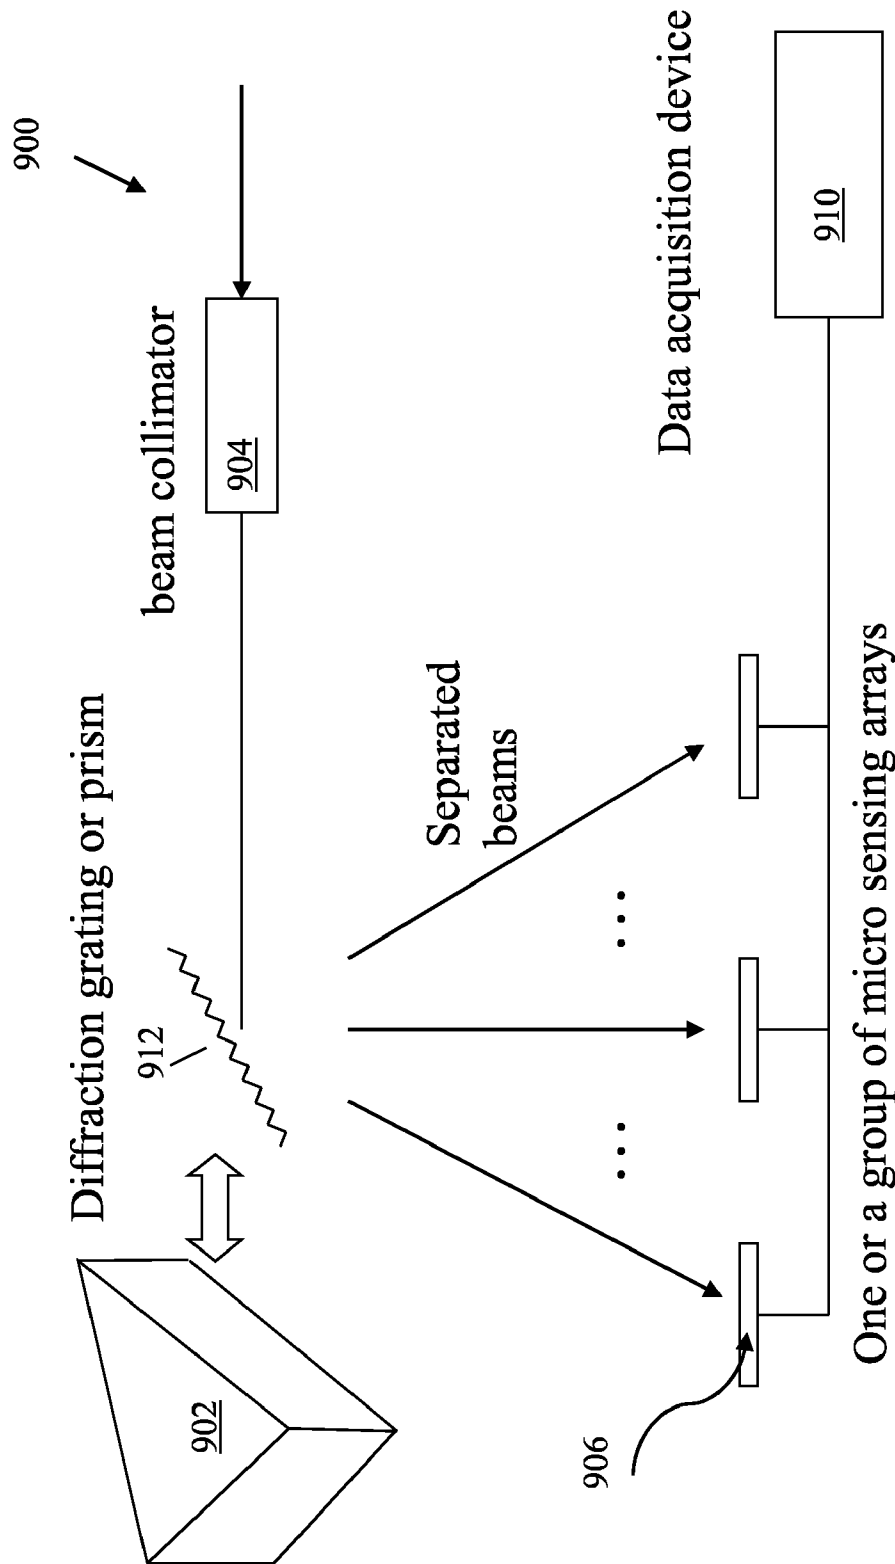 900
Diffraction grating or prism
beam collimator
902
912
904
Separated
beams
...
...
906
Data acquisition device
910
One or a group of micro sensing arrays